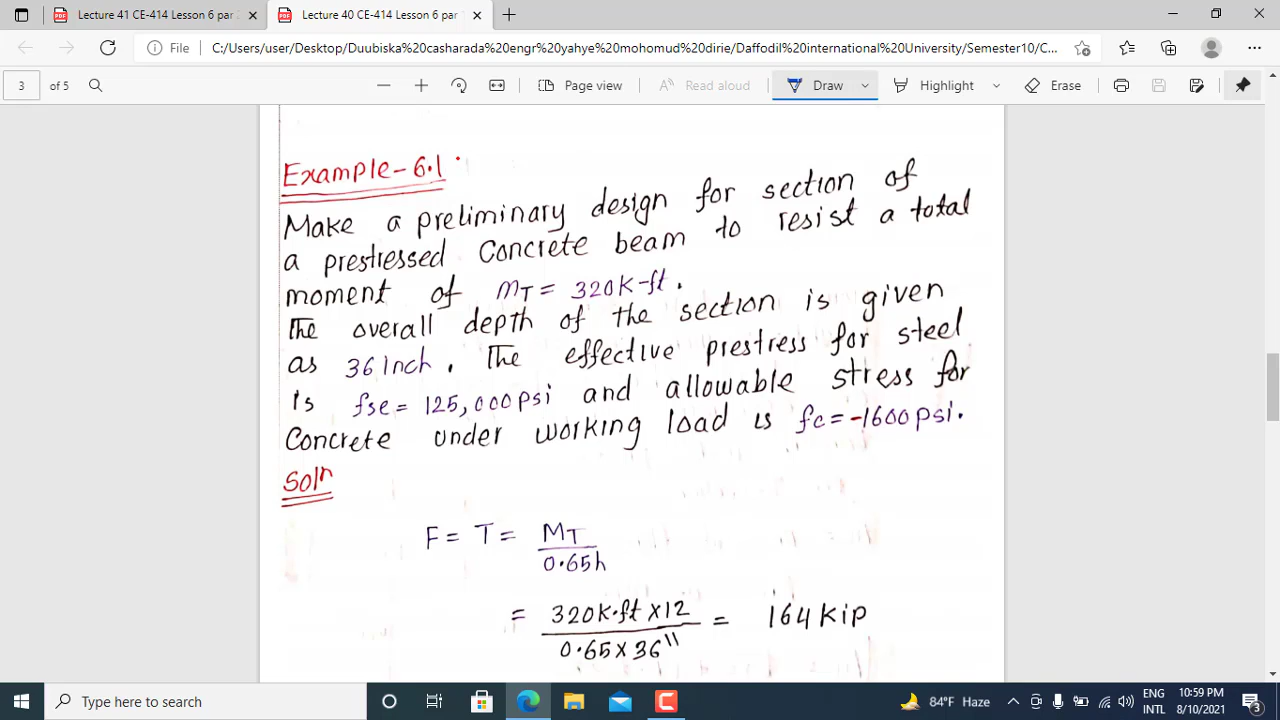 Lecture 41 CE-414 Lesson 6 par
Lecture 40 CE-414 Lesson 6 par
File
C:/Users/user/Desktop/Duubiska%20casharada%20engr%20yahye%20mohomud%20dirie/Daffodil%20international%20University/Semester10/C...
3 of 5
Page view
Read aloud
Draw
Highlight
Erase
Example-6.1
Make a preliminary design for section of
a prestressed Concrete beam to resist a total
moment of MT = 320K-ft.
The overall depth of the section is given
as 36 Inch. The effective prestress for steel
is fse = 125,000psi and allowable stress for
Concrete under working load is fc = -1600psi.
Soln
F = T = MT / 0.65h
= 320K.ft X12 / 0.65 X 36" = 164 Kip
Type here to search
84°F Haze
ENG
INTL
10:59 PM
8/10/2021
3